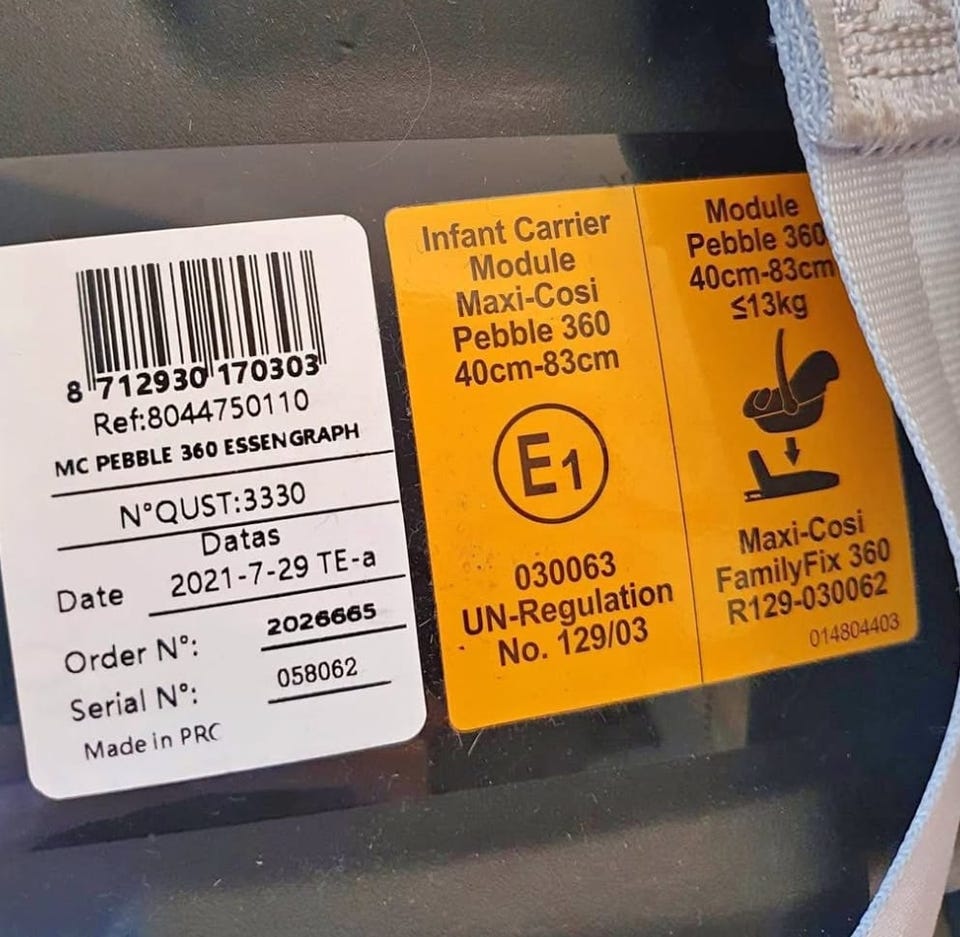 8 712930 170303
Ref:8044750110
MC PEBBLE 360 ESSENGRAPH
N°QUST:3330
Datas
Date 2021-7-29 TE-a
Order N°: 2026665
Serial N°: 058062
Made in PRC
Infant Carrier
Module
Maxi-Cosi
Pebble 360
40cm-83cm
E1
030063
UN-Regulation
No. 129/03
Module
Pebble 360
40cm-83cm
≤13kg
Maxi-Cosi
FamilyFix 360
R129-030062
014804403